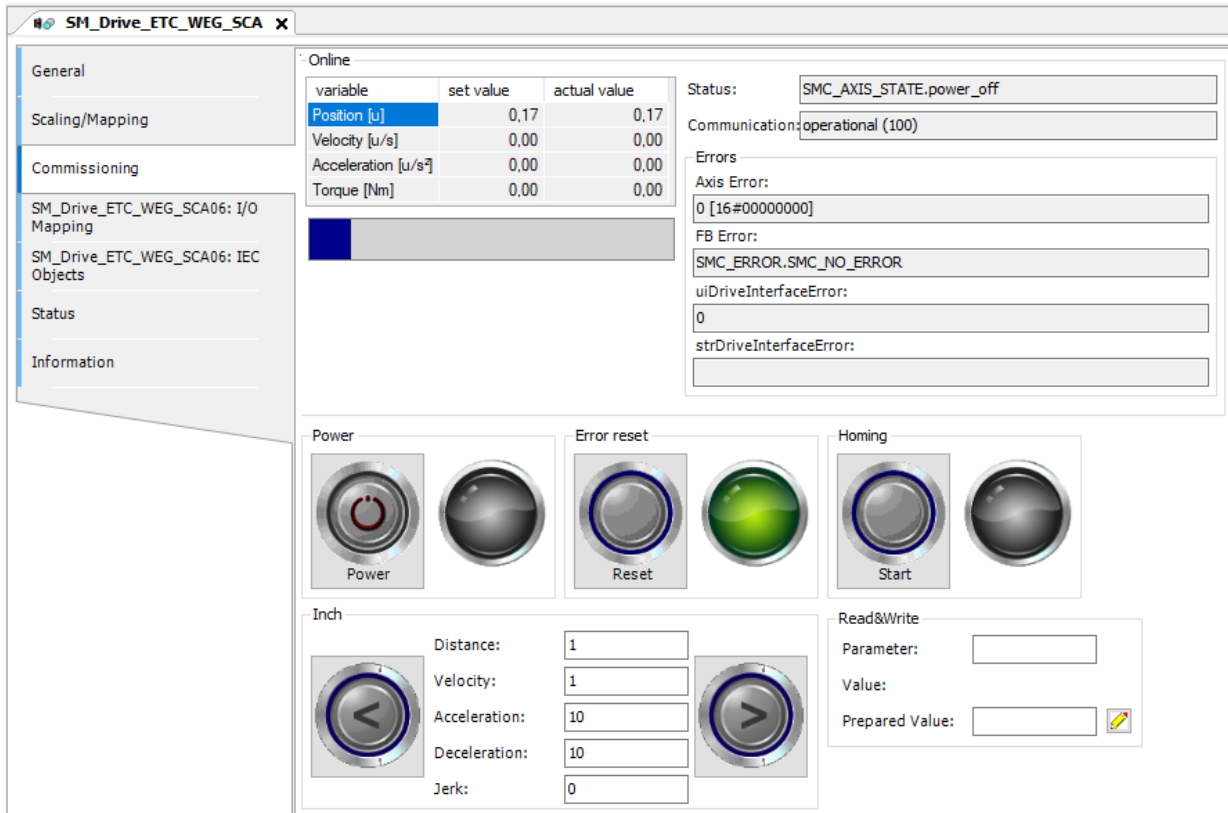 SM_Drive_ETC_WEG_SCA
General
Scaling/Mapping
Commissioning
SM_Drive_ETC_WEG_SCA06: I/O
Mapping
SM_Drive_ETC_WEG_SCA06: IEC
Objects
Status
Information
Online
variable set value actual value
Position [u] 0,17 0,17
Velocity [u/s] 0,00 0,00
Acceleration [u/s²] 0,00 0,00
Torque [Nm] 0,00 0,00
Status: SMC_AXIS_STATE.power_off
Communication: operational (100)
Errors
Axis Error:
0 [16#00000000]
FB Error:
SMC_ERROR.SMC_NO_ERROR
uiDriveInterfaceError:
0
strDriveInterfaceError:
Power
Power
Error reset
Reset
Homing
Start
Inch
<
Distance: 1
Velocity: 1
Acceleration: 10
Deceleration: 10
Jerk: 0
>
Read&Write
Parameter:
Value:
Prepared Value: